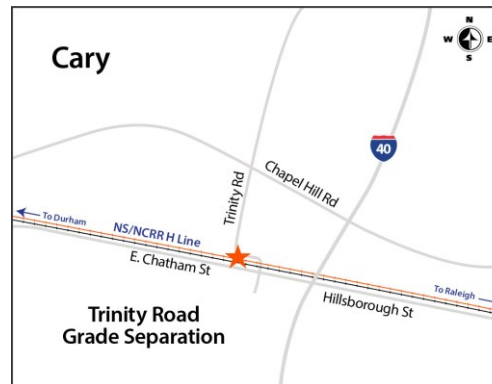 N
W E
S
Cary
40
Chapel Hill Rd
Trinity Rd
To Durham
NS/NCRR H Line
E. Chatham St
To Raleigh
Hillsborough St
Trinity Road
Grade Separation